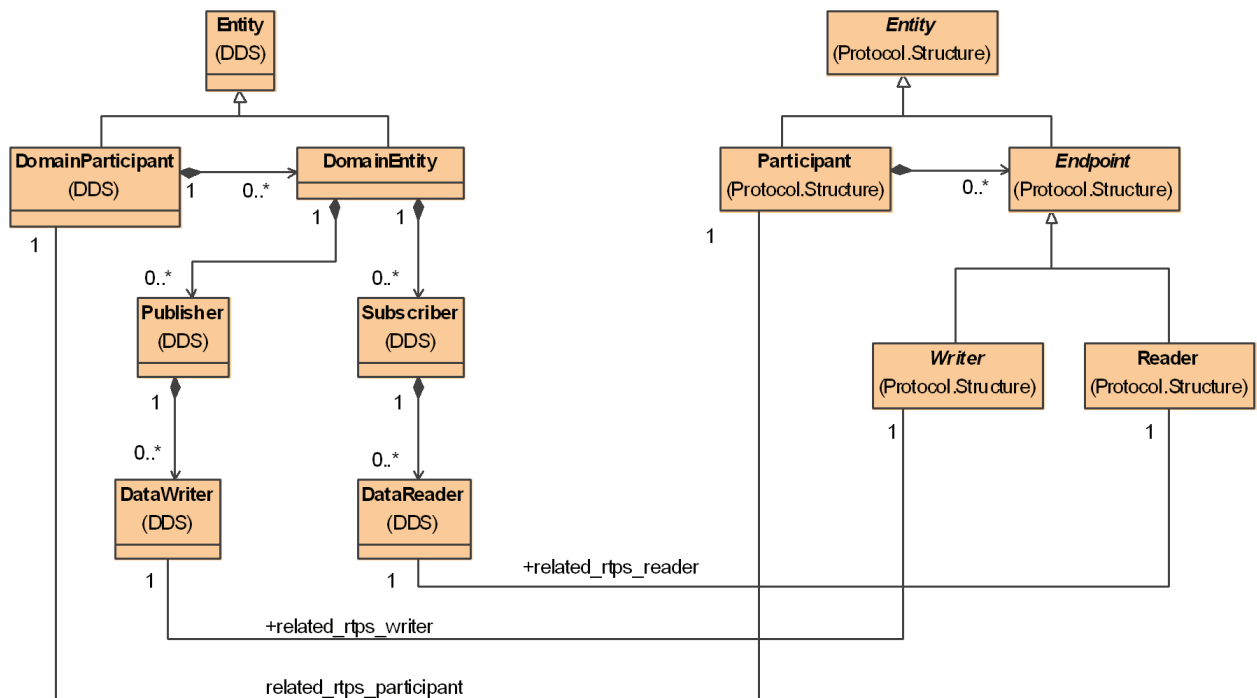 Entity
(DDS)
Entity
(Protocol.Structure)
DomainParticipant
(DDS)
1
0..*
DomainEntity
Participant
(Protocol.Structure)
0..*
Endpoint
(Protocol.Structure)
1
1
1
1
0..*
0..*
Publisher
(DDS)
Subscriber
(DDS)
Writer
(Protocol.Structure)
Reader
(Protocol.Structure)
1
1
1
1
0..*
0..*
DataWriter
(DDS)
DataReader
(DDS)
1
1
+related_rtps_reader
+related_rtps_writer
related_rtps_participant